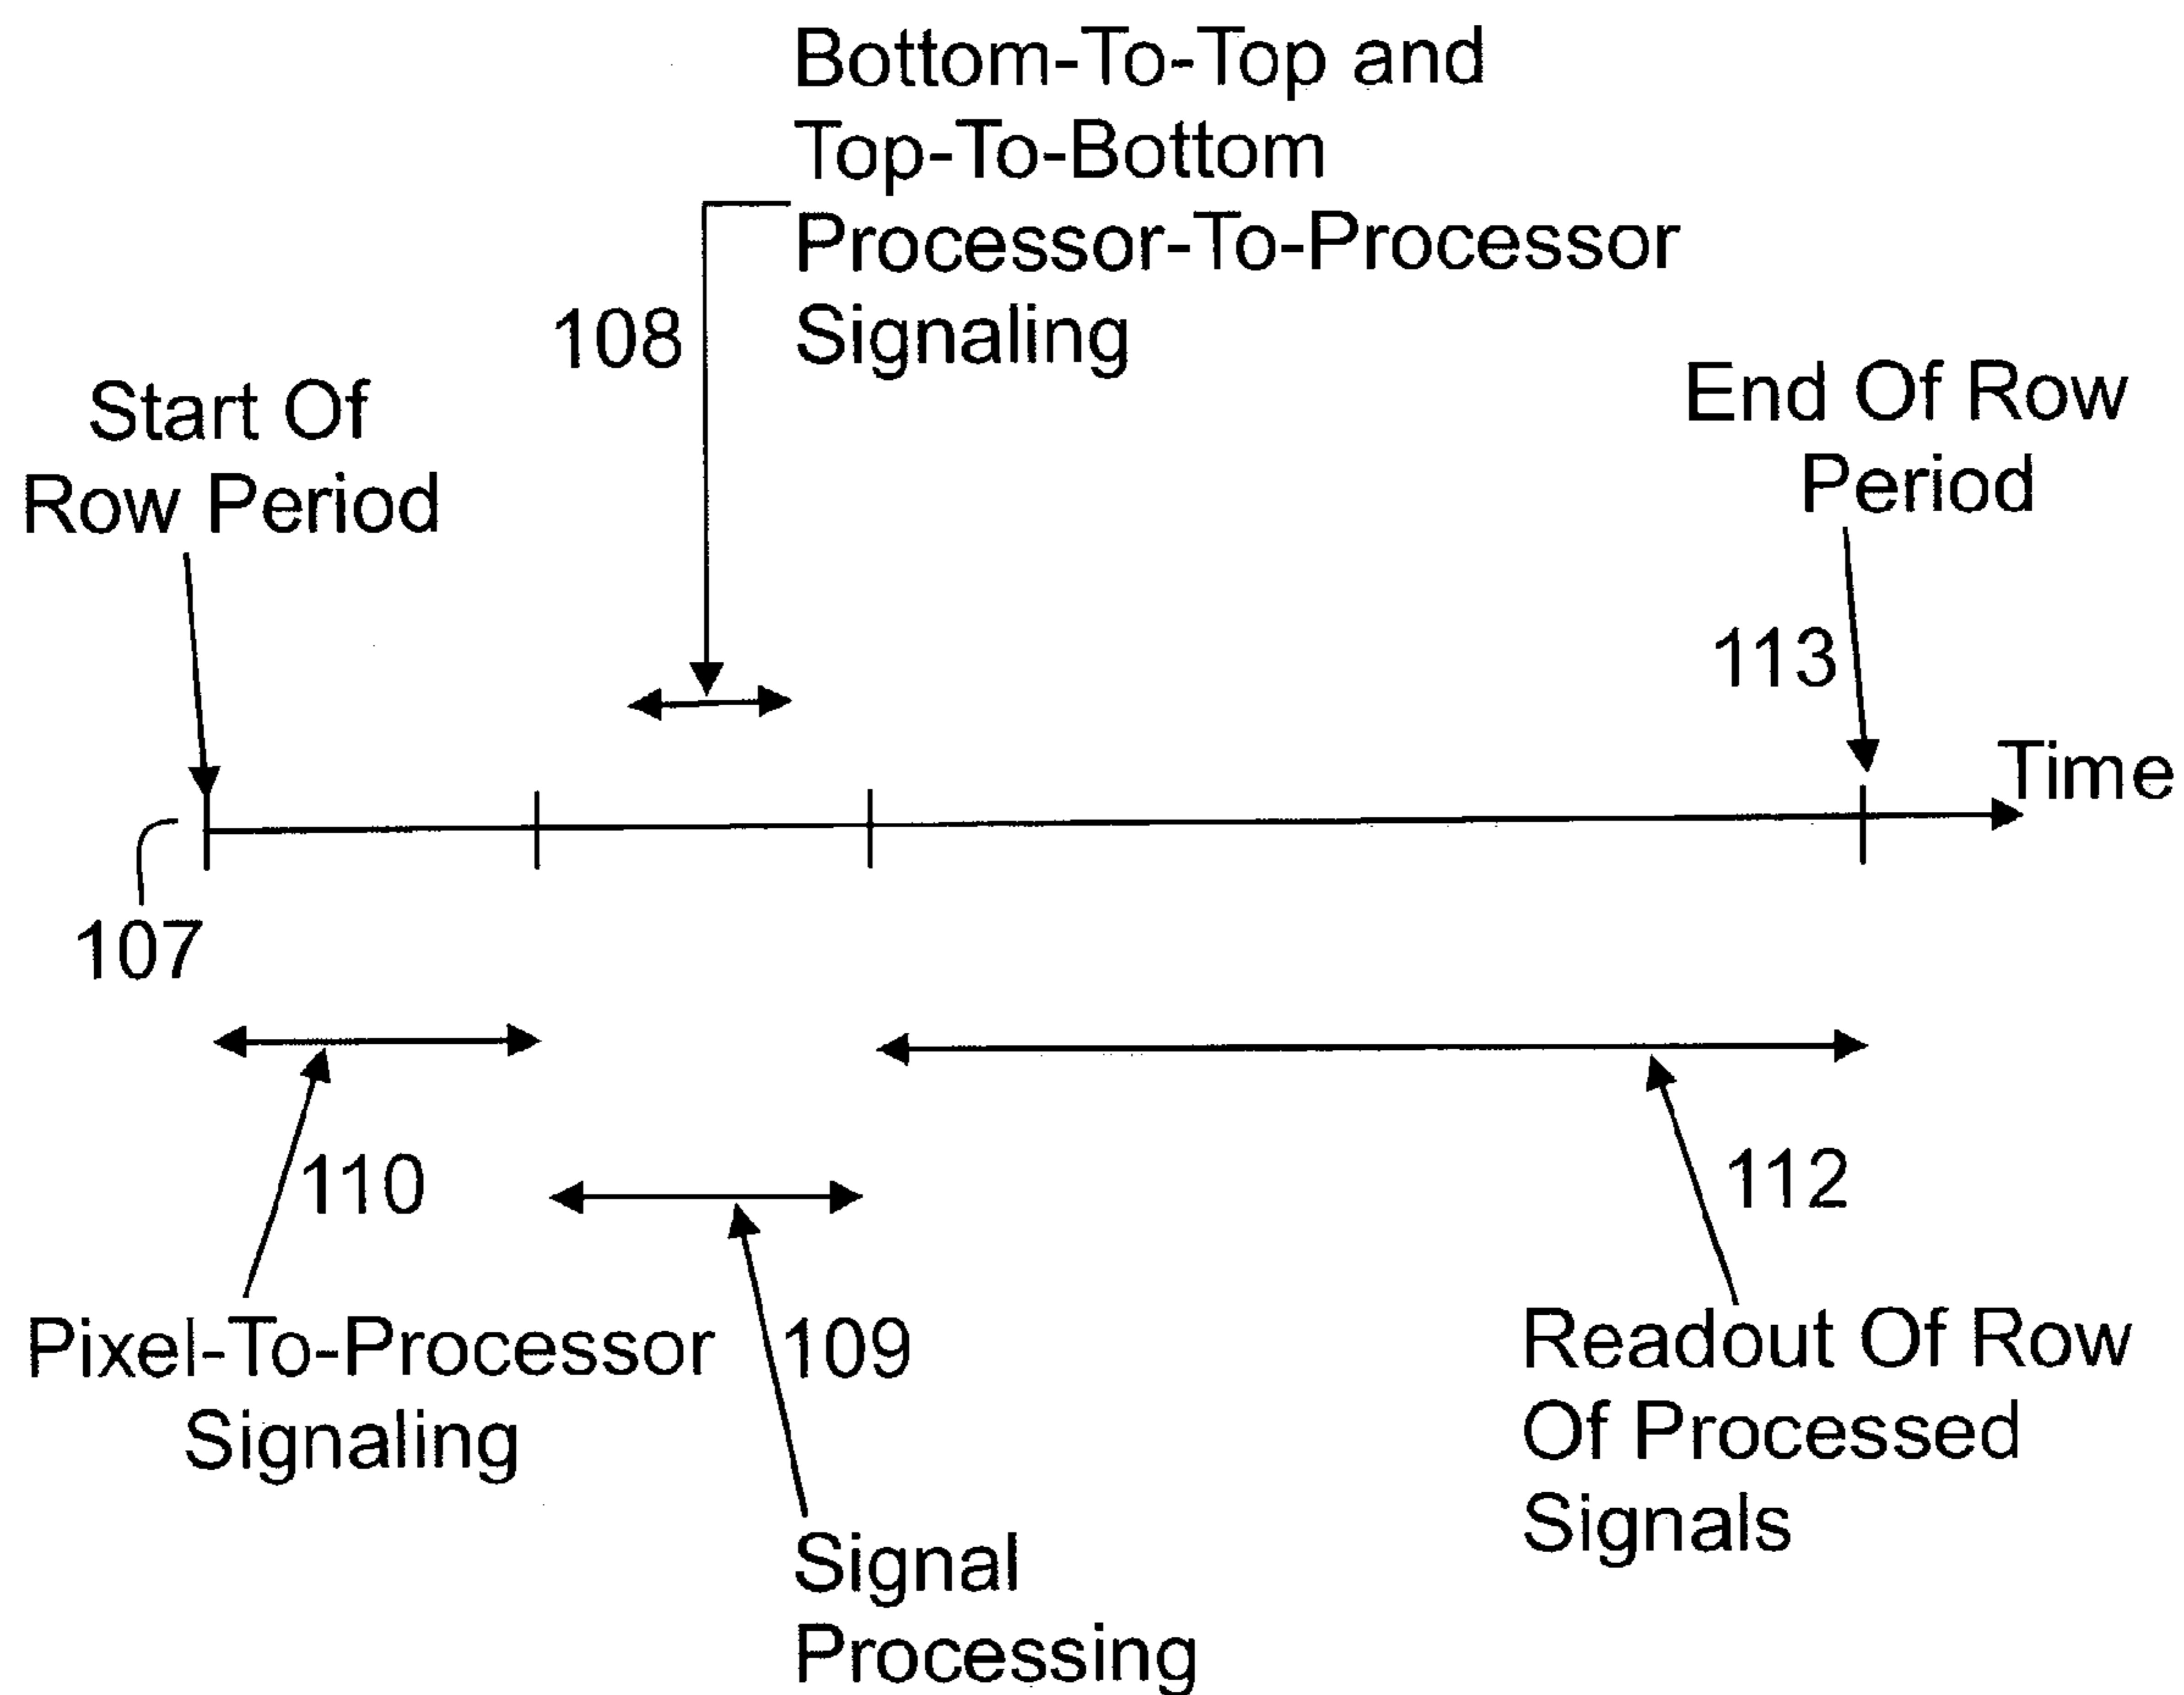 Bottom-To-Top and
Top-To-Bottom
Processor-To-Processor
Signaling
108
Start Of
Row Period
End Of Row
Period
113
Time
107
110
112
Pixel-To-Processor
Signaling
109
Readout Of Row
Of Processed
Signals
Signal
Processing